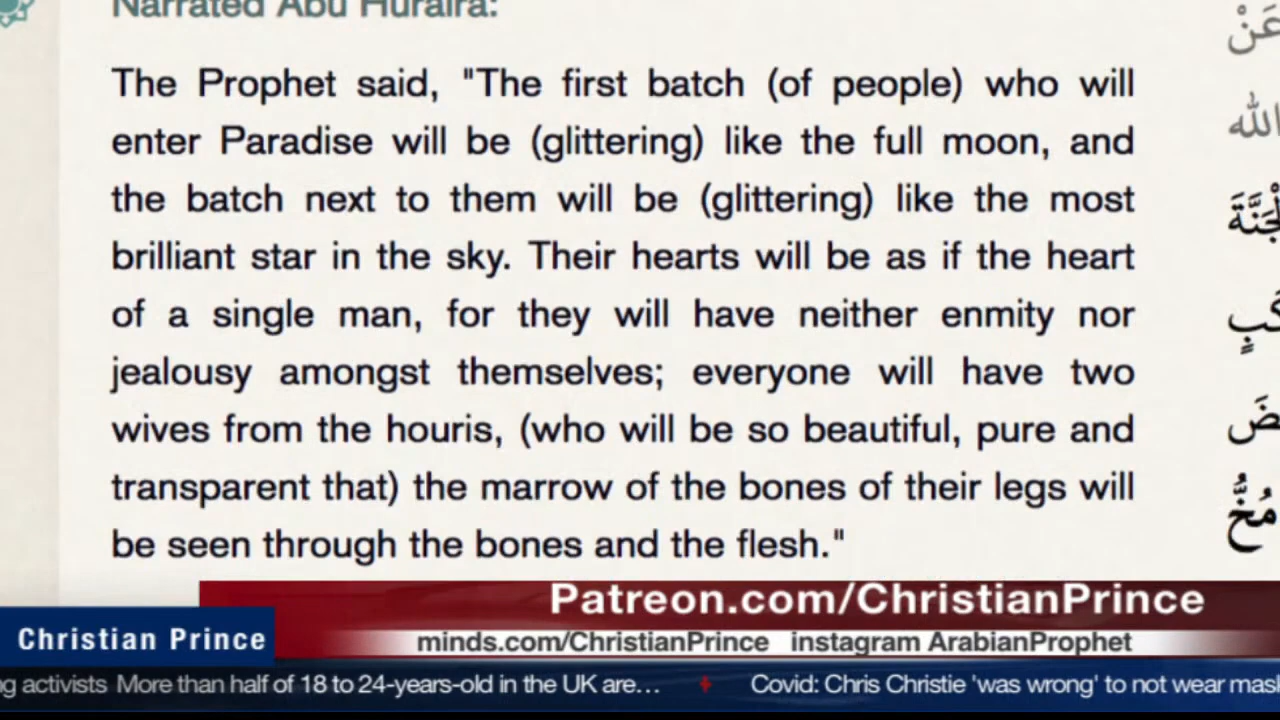 Narrated Abu Huraira:
The Prophet said, "The first batch (of people) who will
enter Paradise will be (glittering) like the full moon, and
the batch next to them will be (glittering) like the most
brilliant star in the sky. Their hearts will be as if the heart
of a single man, for they will have neither enmity nor
jealousy amongst themselves; everyone will have two
wives from the houris, (who will be so beautiful, pure and
transparent that) the marrow of the bones of their legs will
be seen through the bones and the flesh."
عَنْ
الله
مُخُّ
Patreon.com/ChristianPrince
Christian Prince
minds.com/ChristianPrince instagram ArabianProphet
activists More than half of 18 to 24-years-old in the UK are... Covid: Chris Christie 'was wrong' to not wear